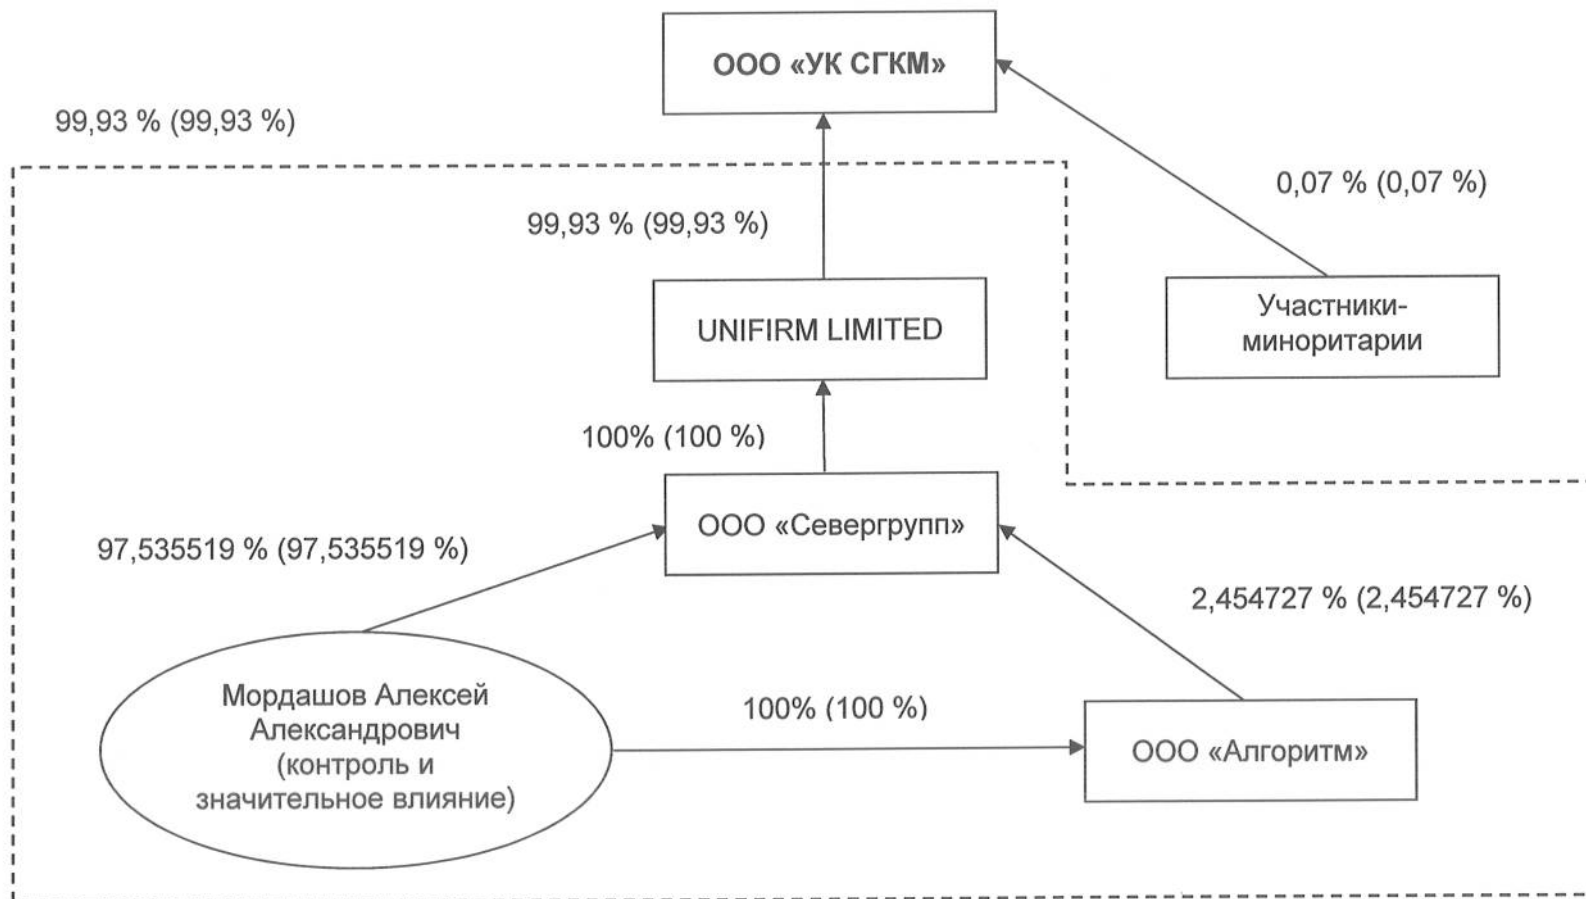 ООО «УК СГКМ»
99,93 % (99,93 %)
0,07 % (0,07 %)
99,93 % (99,93 %)
UNIFIRM LIMITED
Участники-
миноритарии
100% (100 %)
ООО «Севергрупп»
97,535519 % (97,535519 %)
2,454727 % (2,454727 %)
Мордашов Алексей
Александрович
(контроль и
значительное влияние)
100% (100 %)
ООО «Алгоритм»